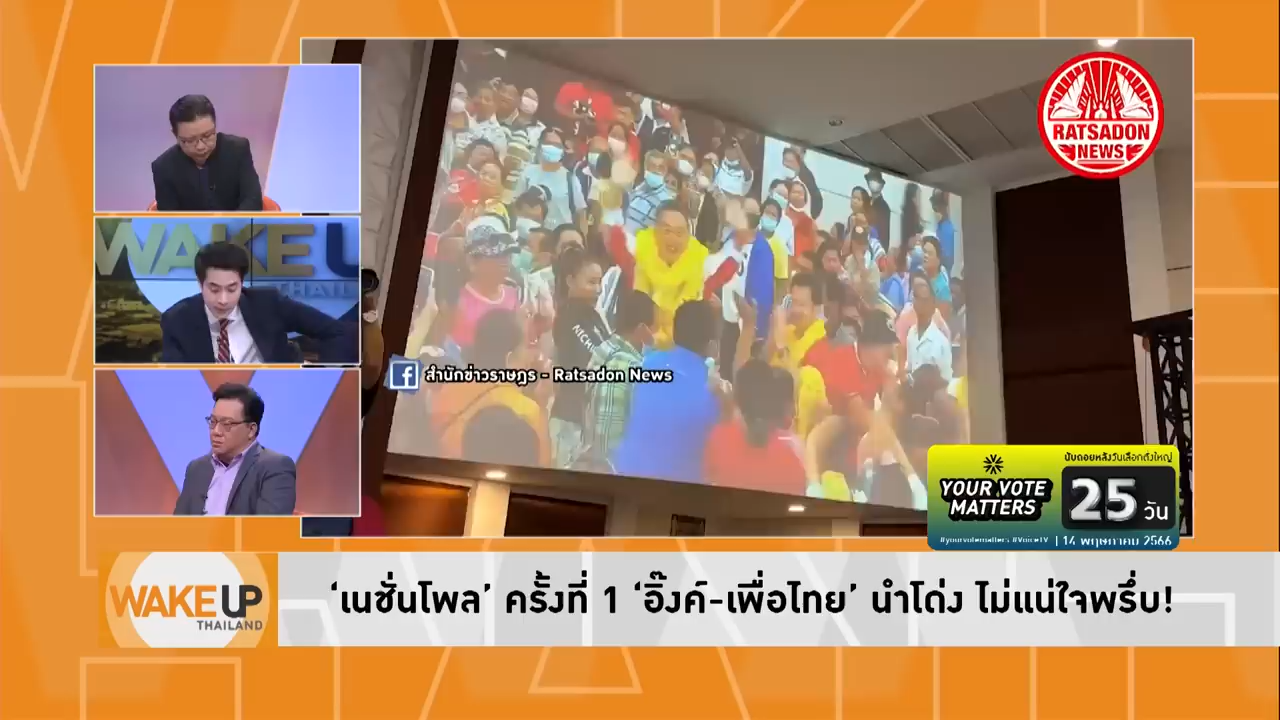 RATSADON
NEWS
WAKE UP
THAIL
NICH
สำนักข่าวราษฎร - Ratsadon News
YOUR VOTE
MATTERS
นับถอยหลังวันเลือกตั้งใหญ่
25 วัน
#yourvotematters #VoiceTV | 14 พฤษภาคม 2566
WAKE UP
THAILAND
‘เนชั่นโพล’ ครั้งที่ 1 ‘อิ๊งค์-เพื่อไทย’ นำโด่ง ไม่แน่ใจพรึ่บ!